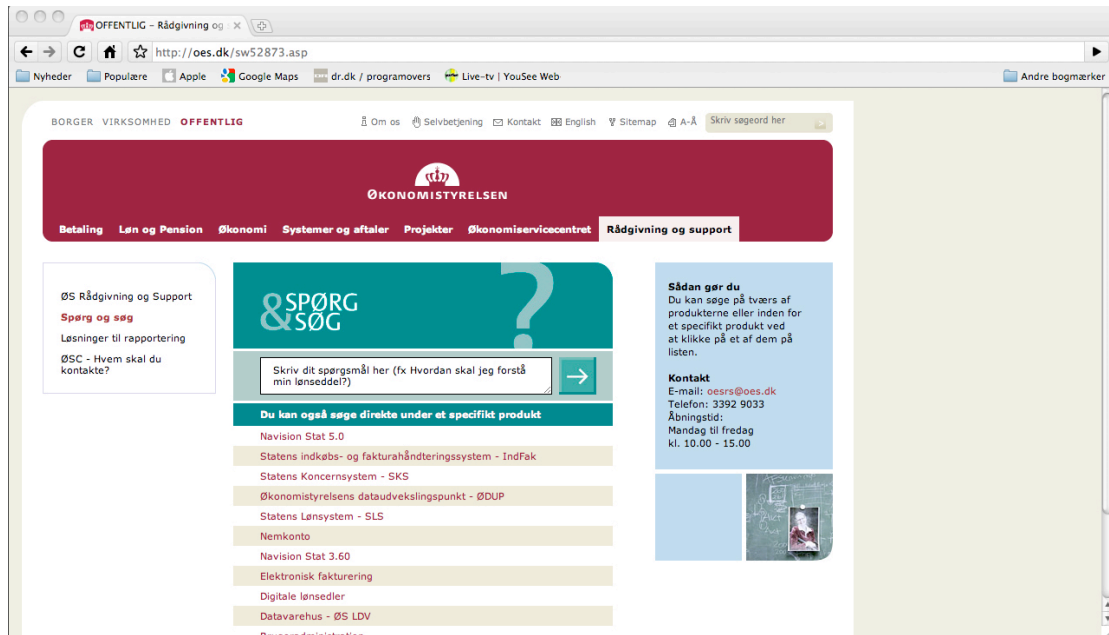 OFFENTLIG – Rådgivning og
http://oes.dk/sw52873.asp
Nyheder Populære Apple Google Maps dr.dk / programovers Live-tv | YouSee Web Andre bogmærker
BORGER VIRKSOMHED OFFENTLIG Om os Selvbetjening Kontakt English Sitemap A-Å Skriv søgeord her
ØKONOMISTYRELSEN
Betaling Løn og Pension Økonomi Systemer og aftaler Projekter Økonomiservicecentret Rådgivning og support
ØS Rådgivning og Support
Spørg og søg
Løsninger til rapportering
ØSC - Hvem skal du
kontakte?
&SPØRG
SØG
?
Skriv dit spørgsmål her (fx Hvordan skal jeg forstå
min lønseddel?)
Du kan også søge direkte under et specifikt produkt
Navision Stat 5.0
Statens indkøbs- og fakturahåndteringssystem - IndFak
Statens Koncernsystem - SKS
Økonomistyrelsens dataudvekslingspunkt - ØDUP
Statens Lønsystem - SLS
Nemkonto
Navision Stat 3.60
Elektronisk fakturering
Digitale lønsedler
Datavarehus - ØS LDV
Brugeradministration
Sådan gør du
Du kan søge på tværs af
produkterne eller inden for
et specifikt produkt ved
at klikke på et af dem på
listen.
Kontakt
E-mail: oesrs@oes.dk
Telefon: 3392 9033
Åbningstid:
Mandag til fredag
kl. 10.00 - 15.00